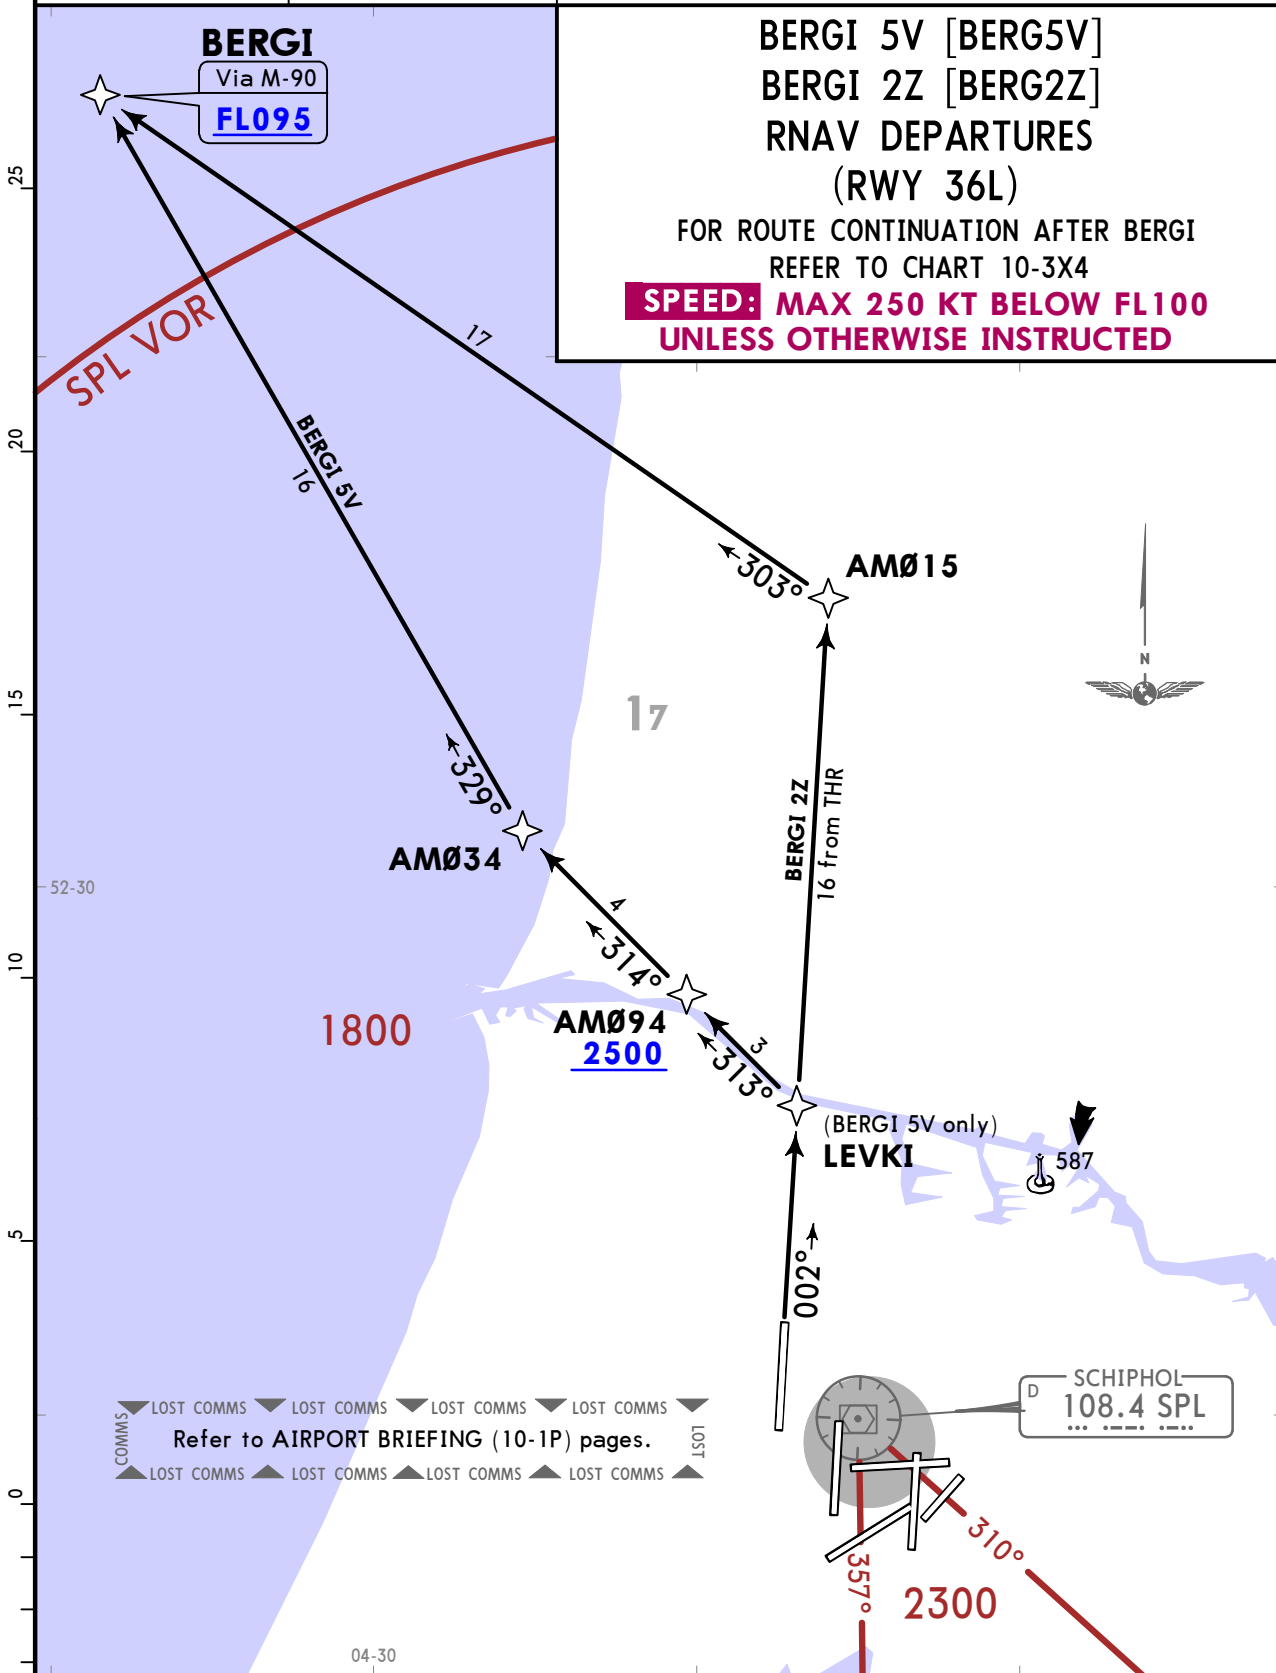 BERGI
Via M-90
FL095
BERGI 5V [BERG5V]
BERGI 2Z [BERG2Z]
RNAV DEPARTURES
(RWY 36L)
FOR ROUTE CONTINUATION AFTER BERGI
REFER TO CHART 10-3X4
SPEED: MAX 250 KT BELOW FL100
UNLESS OTHERWISE INSTRUCTED
25
SPL VOR
17
20
BERGI 5V
16
303°
AMØ15
N
15
17
329°
BERGI 2Z
16 from THR
AMØ34
52-30
4
314°
10
AMØ94
2500
1800
3
313°
(BERGI 5V only)
LEVKI
587
5
002°
SCHIPHOL
D
108.4 SPL
LOST COMMS LOST COMMS LOST COMMS LOST COMMS
COMMS
Refer to AIRPORT BRIEFING (10-1P) pages.
LOST
LOST COMMS LOST COMMS LOST COMMS LOST COMMS
0
310°
357°
2300
04-30